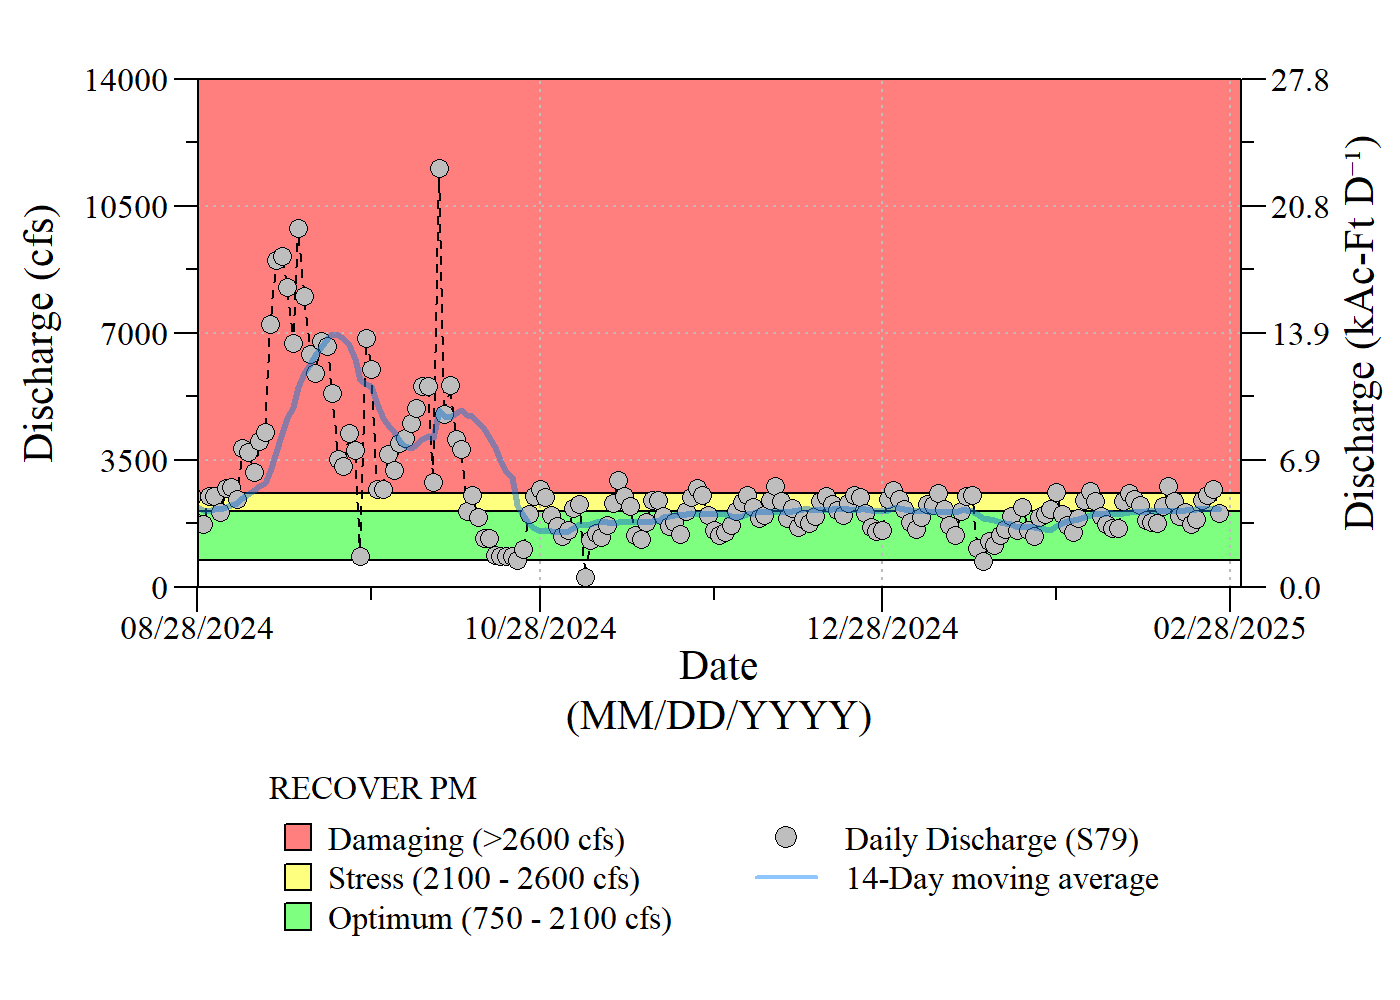 14000
10500
7000
3500
0
Discharge (cfs)
27.8
20.8
13.9
6.9
0.0
Discharge (kAc-Ft D⁻¹)
08/28/2024 10/28/2024 12/28/2024 02/28/2025
Date
(MM/DD/YYYY)
RECOVER PM
Damaging (>2600 cfs)
Stress (2100 - 2600 cfs)
Optimum (750 - 2100 cfs)
Daily Discharge (S79)
14-Day moving average